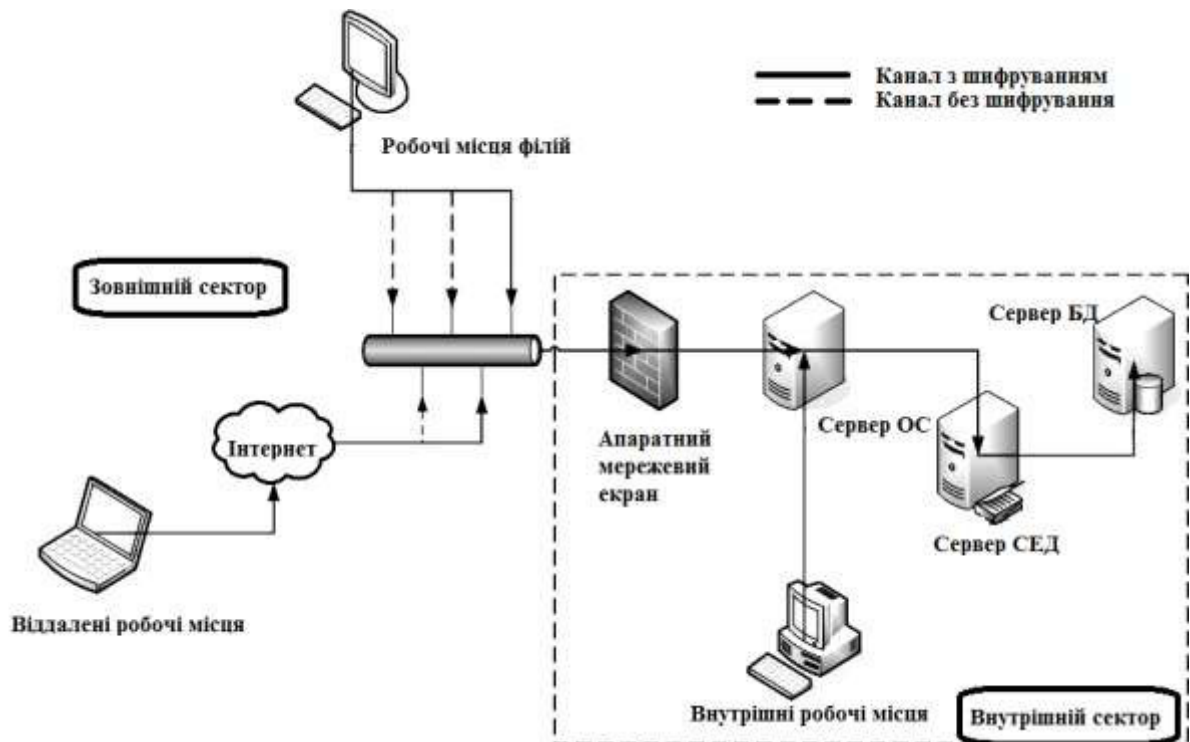 Канал з шифруванням
Канал без шифрування
Робочі місця філій
Зовнішній сектор
Сервер БД
Інтернет
Апаратний
мережевий
екран
Сервер ОС
Сервер СЕД
Віддалені робочі місця
Внутрішні робочі місця
Внутрішній сектор